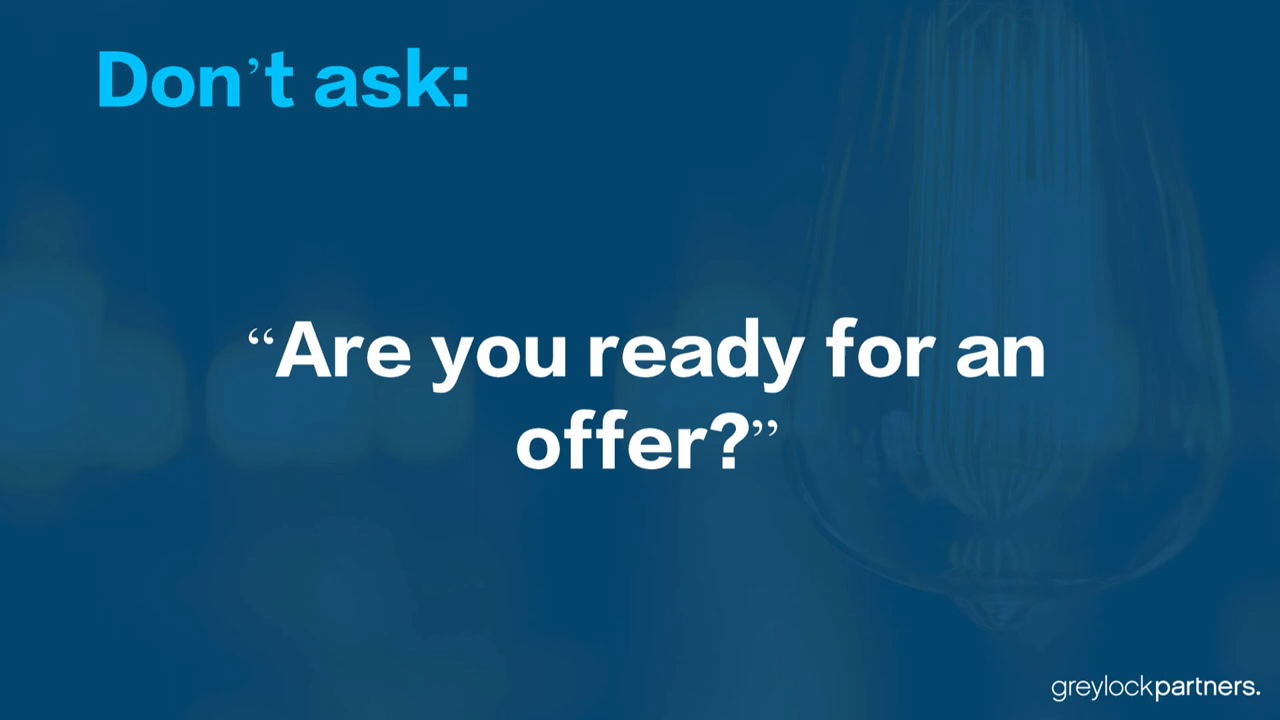 Don’t ask:
“Are you ready for an
offer?”
greylockpartners.